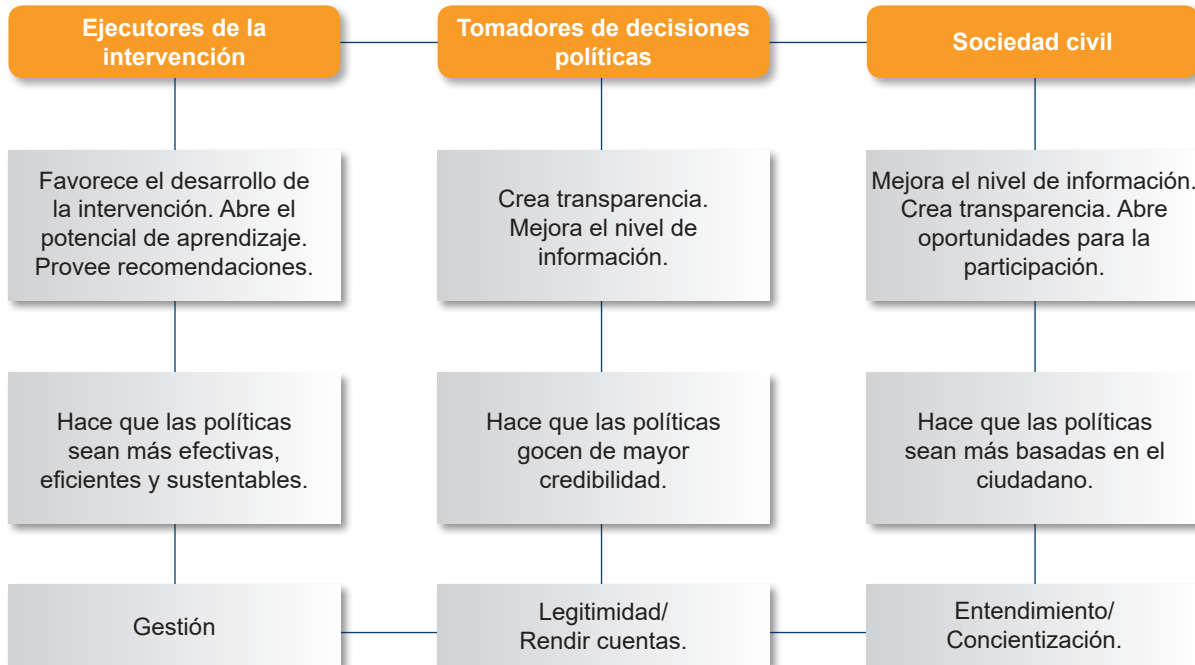 Ejecutores de la
intervención
Tomadores de decisiones
políticas
Sociedad civil
Favorece el desarrollo de
la intervención. Abre el
potencial de aprendizaje.
Provee recomendaciones.
Crea transparencia.
Mejora el nivel de
información.
Mejora el nivel de información.
Crea transparencia. Abre
oportunidades para la
participación.
Hace que las políticas
sean más efectivas,
eficientes y sustentables.
Hace que las políticas
gocen de mayor
credibilidad.
Hace que las políticas
sean más basadas en el
ciudadano.
Gestión
Legitimidad/
Rendir cuentas.
Entendimiento/
Concientización.